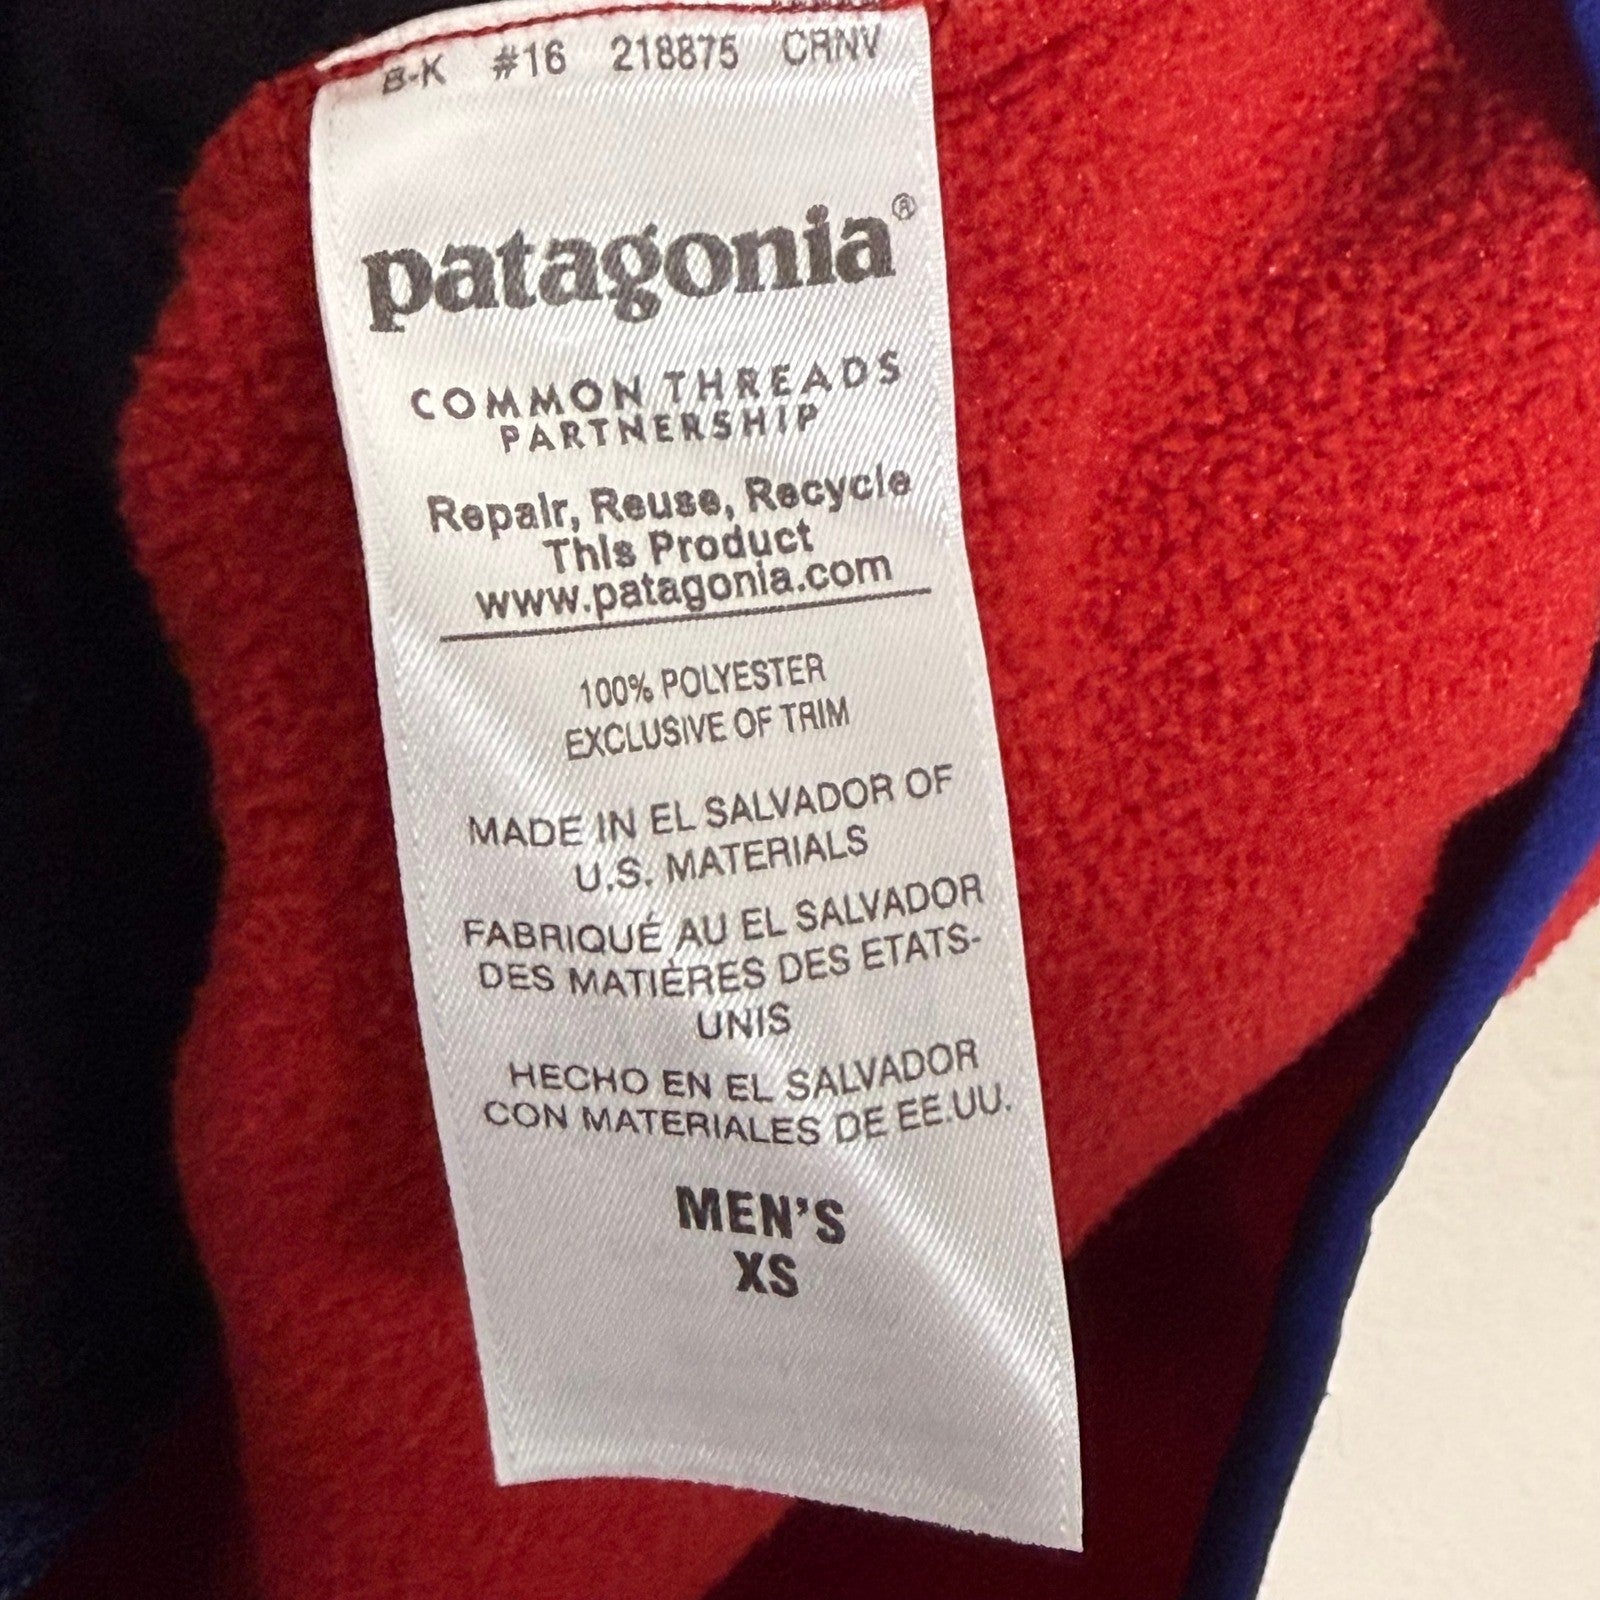 B-K #16 218875 CRNV
patagonia®
COMMON THREADS
PARTNERSHIP
Repair, Reuse, Recycle
This Product
www.patagonia.com
100% POLYESTER
EXCLUSIVE OF TRIM
MADE IN EL SALVADOR OF
U.S. MATERIALS
FABRIQUÉ AU EL SALVADOR
DES MATIÈRES DES ETATS-
UNIS
HECHO EN EL SALVADOR
CON MATERIALES DE EE.UU.
MEN'S
XS